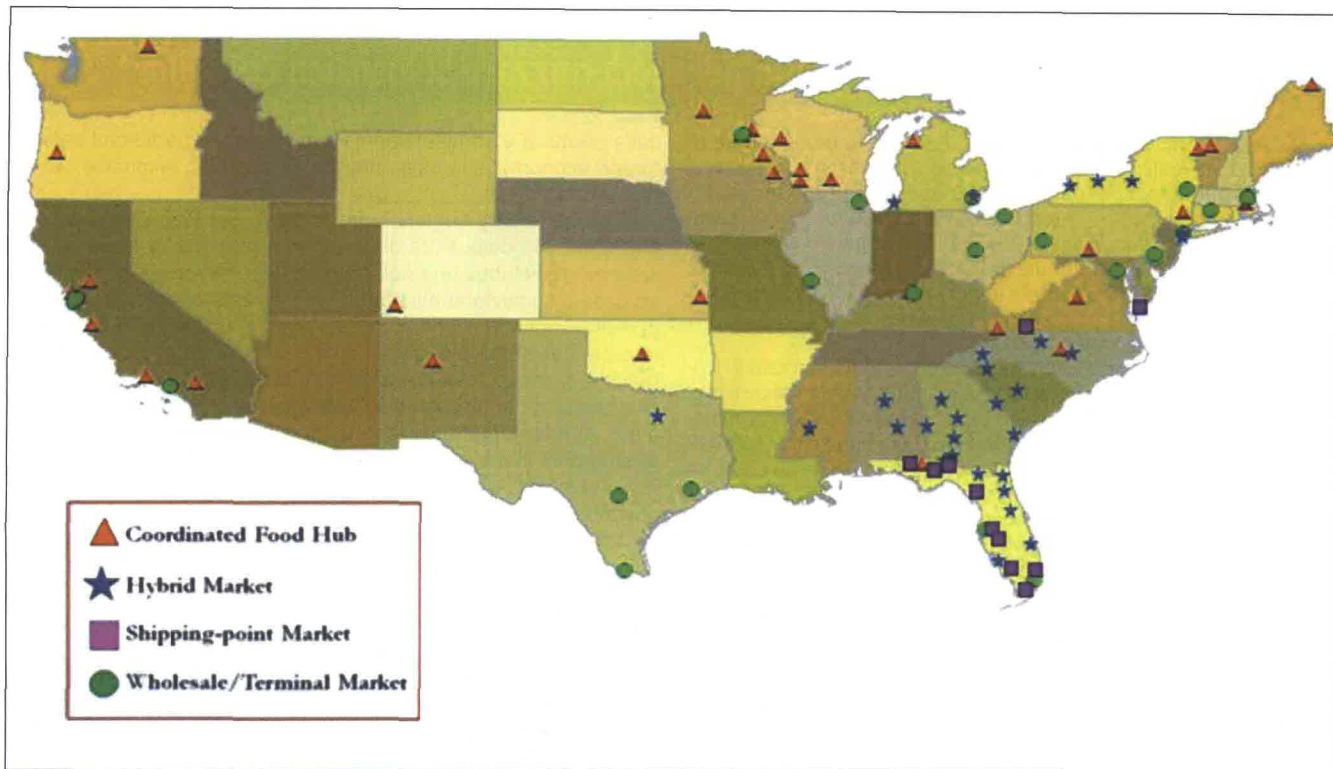 Coordinated Food Hub
Hybrid Market
Shipping-point Market
Wholesale/Terminal Market